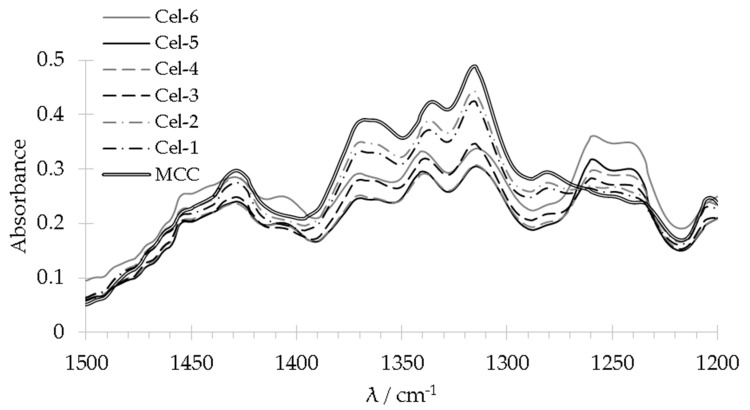 Cel-6
Cel-5
Cel-4
Cel-3
Cel-2
Cel-1
MCC
0.5
0.4
0.3
0.2
0.1
0
Absorbance
1500 1450 1400 1350 1300 1250 1200
λ / cm-1